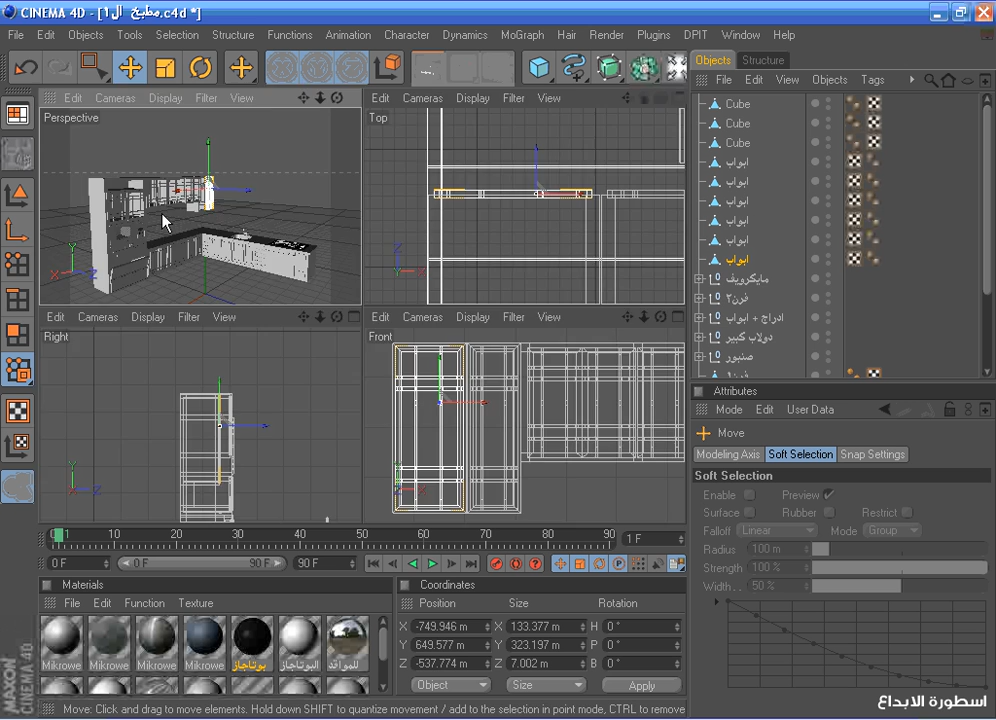 CINEMA 4D - [مطبخ ال1.c4d *]
File Edit Objects Tools Selection Structure Functions Animation Character Dynamics MoGraph Hair Render Plugins DPIT Window Help
Objects Structure
File Edit View Objects Tags
Edit Cameras Display Filter View
Perspective
Edit Cameras Display Filter View
Top
Cube
Cube
Cube
ابواب
ابواب
ابواب
ابواب
ابواب
ابواب
مايكرويف
فرن٢
ادراج + ابواب
دولاب كبير
صنبور
Edit Cameras Display Filter View
Right
Edit Cameras Display Filter View
Front
Attributes
Mode Edit User Data
Move
Modeling Axis Soft Selection Snap Settings
Soft Selection
Enable Preview
Surface Rubber Restrict
Falloff Linear Mode Group
Radius 100 m
Strength 100 %
Width.. 50 %
1 10 20 30 40 50 60 70 80 90 1 F
0 F 0 F 90 F 90 F
Materials
File Edit Function Texture
Mikrowe Mikrowe Mikrowe Mikrowe بوتاجاز البوتاجاز للمواقد
Coordinates
Position Size Rotation
X -749.946 m X 133.377 m H 0 °
Y 649.577 m Y 323.197 m P 0 °
Z -537.774 m Z 7.002 m B 0 °
Object Size Apply
MAXON CINEMA 4D
Move: Click and drag to move elements. Hold down SHIFT to quantize movement / add to the selection in point mode, CTRL to remove
اسطورة الابداع